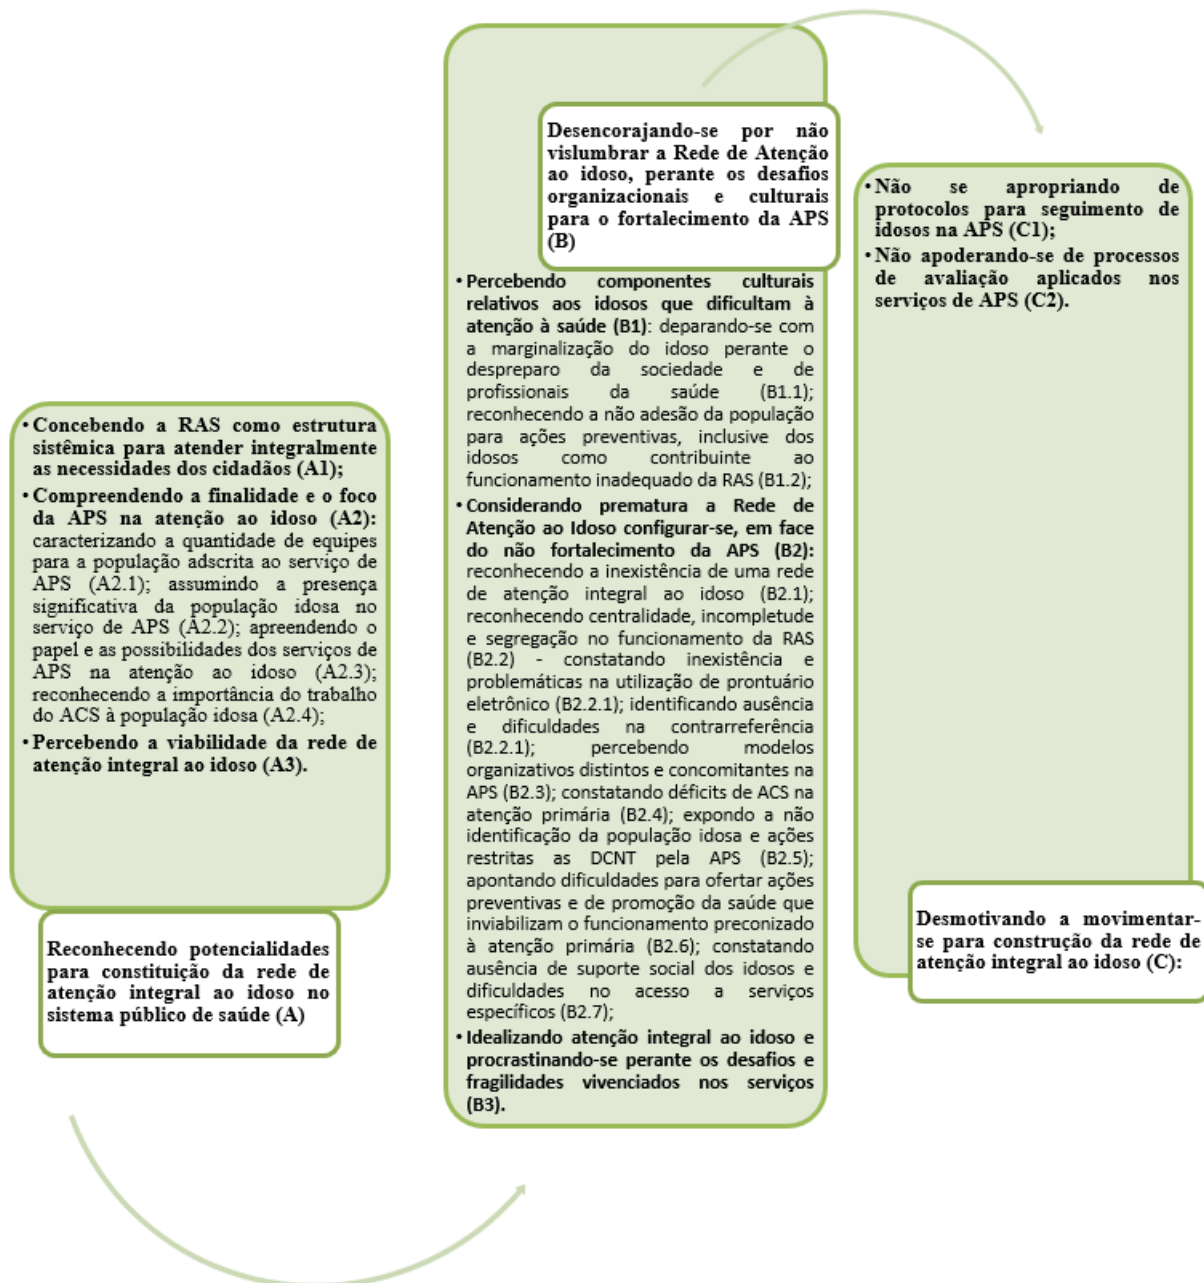 • Concebendo a RAS como estrutura
sistêmica para atender integralmente
as necessidades dos cidadãos (A1);
• Compreendendo a finalidade e o foco
da APS na atenção ao idoso (A2):
caracterizando a quantidade de equipes
para a população adscrita ao serviço de
APS (A2.1); assumindo a presença
significativa da população idosa no
serviço de APS (A2.2); apreendendo o
papel e as possibilidades dos serviços de
APS na atenção ao idoso (A2.3);
reconhecendo a importância do trabalho
do ACS à população idosa (A2.4);
• Percebendo a viabilidade da rede de
atenção integral ao idoso (A3).
Reconhecendo potencialidades
para constituição da rede de
atenção integral ao idoso no
sistema público de saúde (A)
Desencorajando-se por não
vislumbrar a Rede de Atenção
ao idoso, perante os desafios
organizacionais e culturais
para o fortalecimento da APS
(B)
• Percebendo componentes culturais
relativos aos idosos que dificultam à
atenção à saúde (B1): deparando-se com
a marginalização do idoso perante o
despreparo da sociedade e de
profissionais da saúde (B1.1);
reconhecendo a não adesão da população
para ações preventivas, inclusive dos
idosos como contribuinte ao
funcionamento inadequado da RAS (B1.2);
• Considerando prematura a Rede de
Atenção ao Idoso configurar-se, em face
do não fortalecimento da APS (B2):
reconhecendo a inexistência de uma rede
de atenção integral ao idoso (B2.1);
reconhecendo centralidade, incompletude
e segregação no funcionamento da RAS
(B2.2) - constatando inexistência e
problemáticas na utilização de prontuário
eletrônico (B2.2.1); identificando ausência
e dificuldades na contrarreferência
(B2.2.1); percebendo modelos
organizativos distintos e concomitantes na
APS (B2.3); constatando déficits de ACS na
atenção primária (B2.4); expondo a não
identificação da população idosa e ações
restritas as DCNT pela APS (B2.5);
apontando dificuldades para ofertar ações
preventivas e de promoção da saúde que
inviabilizam o funcionamento preconizado
à atenção primária (B2.6); constatando
ausência de suporte social dos idosos e
dificuldades no acesso a serviços
específicos (B2.7);
• Idealizando atenção integral ao idoso e
procrastinando-se perante os desafios e
fragilidades vivenciados nos serviços
(B3).
• Não se apropriando de
protocolos para seguimento de
idosos na APS (C1);
• Não apoderando-se de processos
de avaliação aplicados nos
serviços de APS (C2).
Desmotivando a movimentar-
se para construção da rede de
atenção integral ao idoso (C):